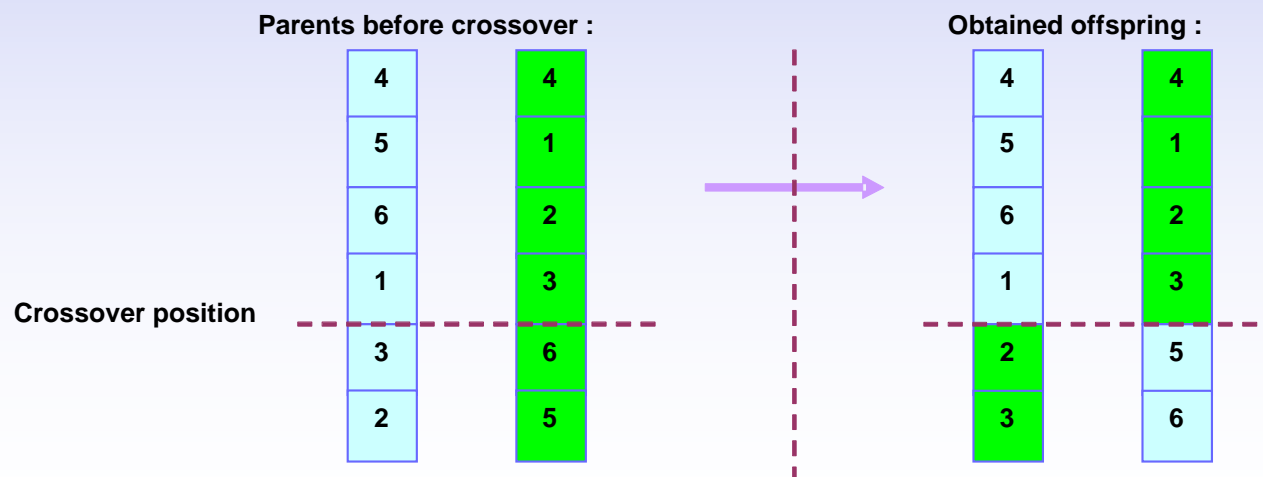 Parents before crossover :
Obtained offspring :
4 4 4 4
5 1 5 1
6 2 6 2
1 3 1 3
Crossover position
3 6 2 5
2 5 3 6